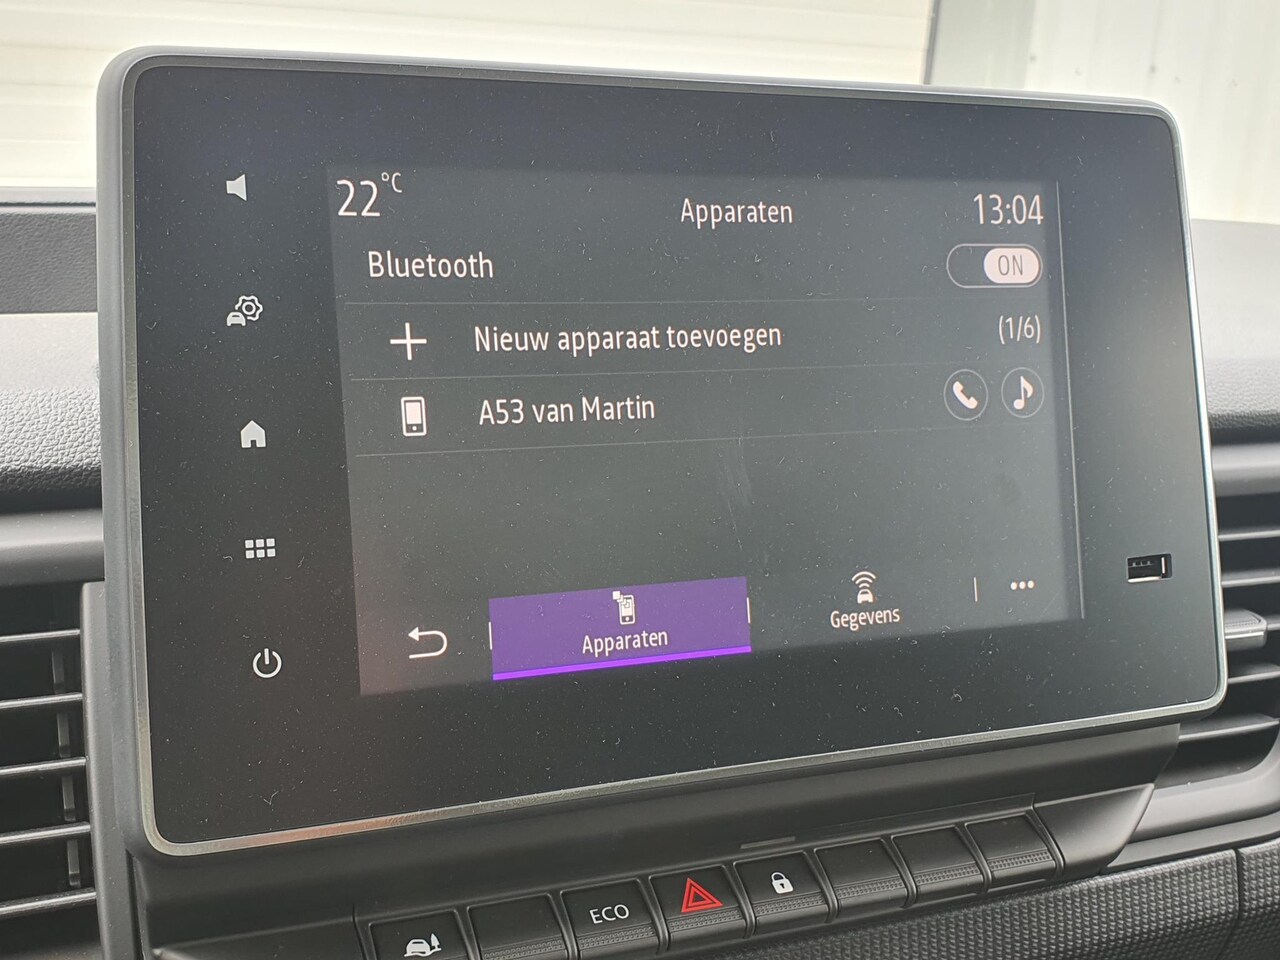 22°C
Apparaten
13:04
Bluetooth
ON
Nieuw apparaat toevoegen
(1/6)
A53 van Martin
Apparaten
Gegevens
ECO